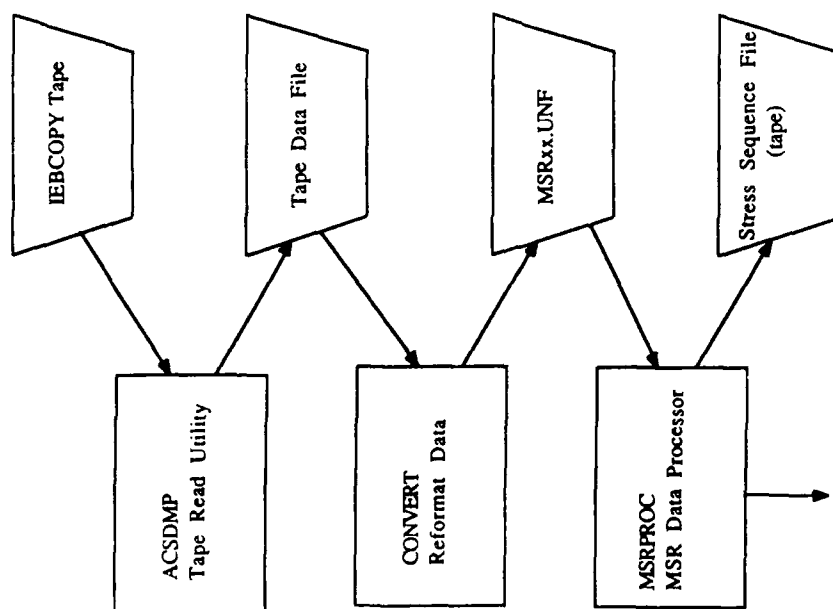 IEBCOPY Tape
ACSDMP
Tape Read Utility
Tape Data File
CONVERT
Reformat Data
MSRxx.UNF
MSRPROC
MSR Data Processor
Stress Sequence File
(tape)